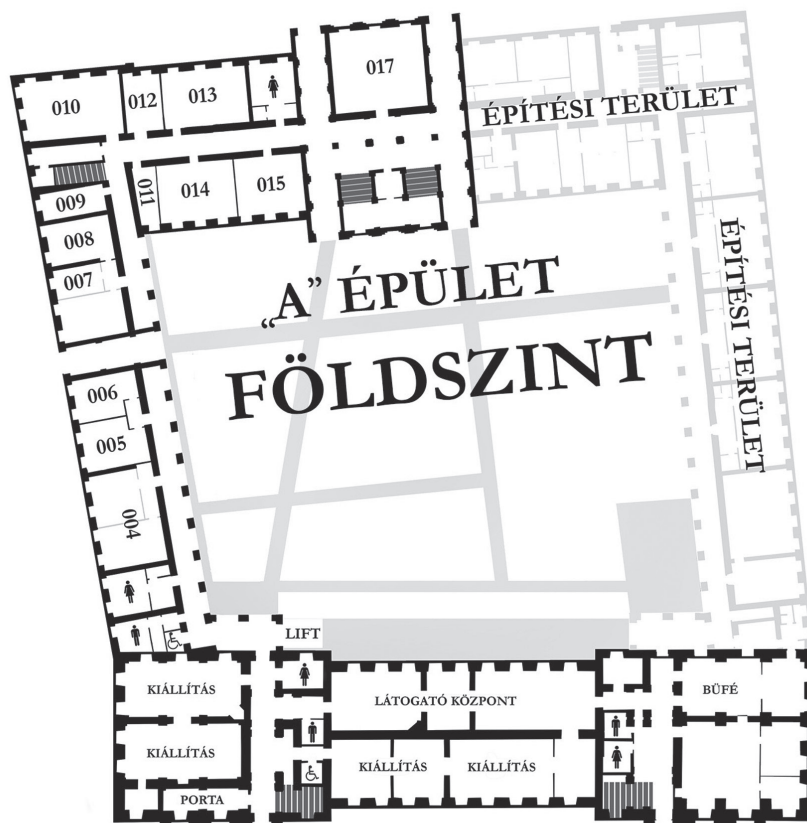 017
010
012
013
ÉPÍTÉSI TERÜLET
011
014
015
009
008
007
ÉPÍTÉSI TERÜLET
„A” ÉPÜLET
FÖLDSZINT
006
005
004
LIFT
KIÁLLÍTÁS
LÁTOGATÓ KÖZPONT
BÜFÉ
KIÁLLÍTÁS
KIÁLLÍTÁS
KIÁLLÍTÁS
PORTA